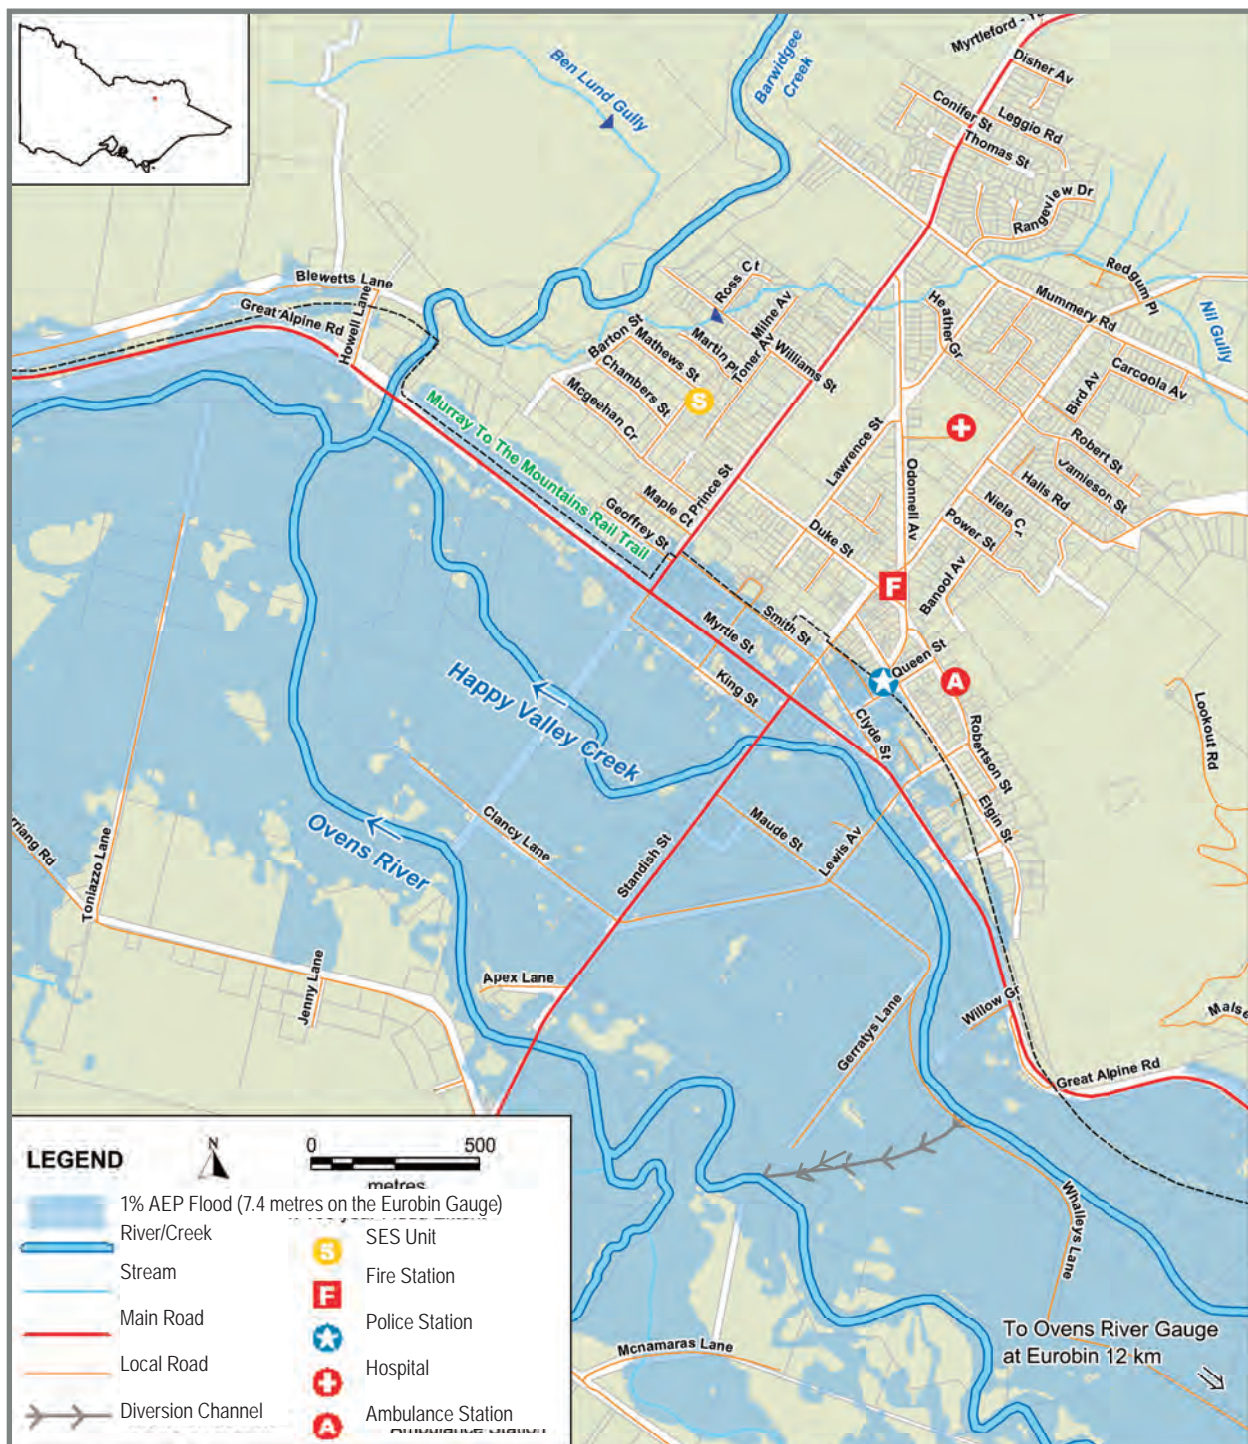 Myrtleford -
Disher Av
Ben Lund Gully
Barwidgee
Creek
Conifer St
Leggio Rd
Thomas St
Rangeview Dr
Redgum Pl
Mummery Rd
Nil Gully
Blewetts Lane
Great Alpine Rd
Howell Lane
Ross Ct
Milne Av
Barton St
Mathews St
Martin Pl
Toner Av
Williams St
Chambers St
Mcgeehan Cr
S
Heather Gr
Carcoola Av
Bird Av
Robert St
Jamieson St
Halls Rd
Murray To The Mountains Rail Trail
Lawrence St
Odonnell Av
Prince St
Maple Ct
Geoffrey St
Duke St
Niela Cr
Power St
Banool Av
F
Smith St
Myrtle St
King St
Queen St
A
Clyde St
Robertson St
Elgin St
Lookout Rd
Happy Valley Creek
Ovens River
Clancy Lane
Standish St
Maude St
Lewis Av
Toniazzo Lane
rriang Rd
Jenny Lane
Apex Lane
Gerratys Lane
Willow Gr
Malse
Great Alpine Rd
Whalleys Lane
Mcnamaras Lane
To Ovens River Gauge
at Eurobin 12 km
LEGEND
N
0 500
metres
1% AEP Flood (7.4 metres on the Eurobin Gauge)
River/Creek
Stream
Main Road
Local Road
Diversion Channel
S SES Unit
F Fire Station
Police Station
Hospital
A Ambulance Station
Ambulance Station